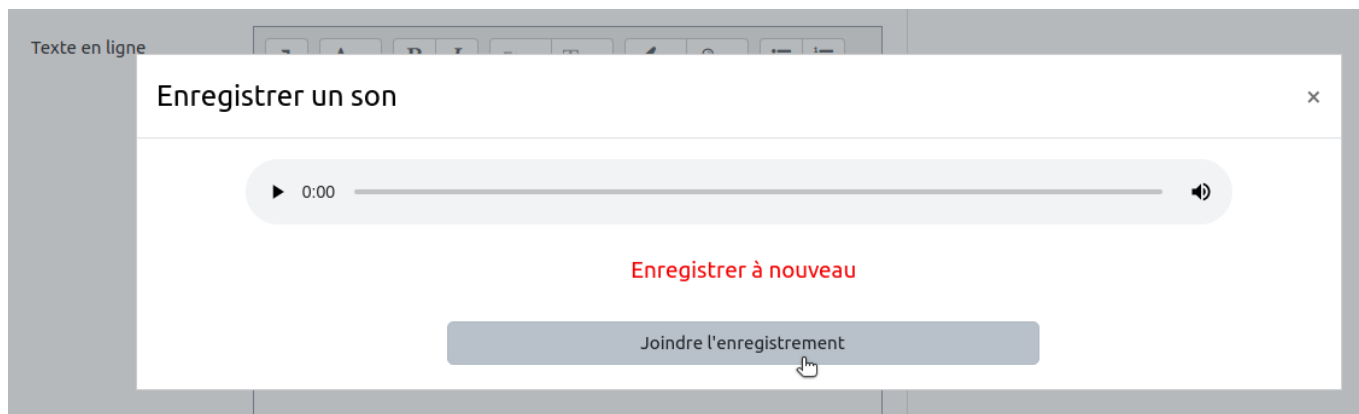 Texte en ligne
Enregistrer un son
×
0:00
Enregistrer à nouveau
Joindre l'enregistrement